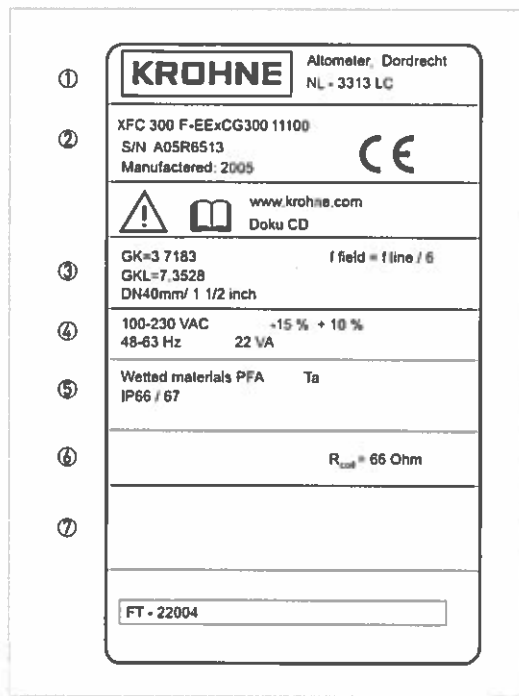 ①
KROHNE
Altometer, Dordrecht
NL - 3313 LC
②
XFC 300 F-EExCG300 11100
S/N A05R6513
Manufactered: 2005
CE
www.krohne.com
Doku CD
③
GK=3 7183
f field = f line / 6
GKL=7,3528
DN40mm/ 1 1/2 inch
④
100-230 VAC -15 % + 10 %
48-63 Hz 22 VA
⑤
Wetted materials PFA Ta
IP66 / 67
⑥
Rcoil = 66 Ohm
⑦
FT - 22004